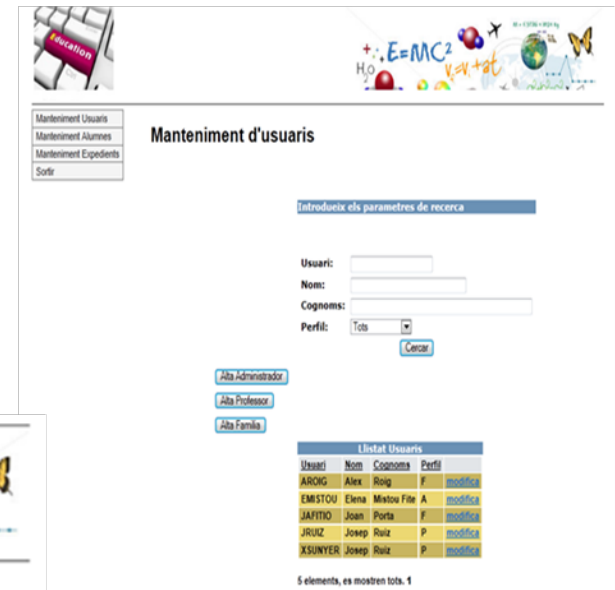 Education
E=MC²
H₂O
Manteniment Usuaris
Manteniment Alumnes
Manteniment Expedients
Sortir
Manteniment d'usuaris
Introdueix els parametres de recerca
Usuari:
Nom:
Cognoms:
Perfil: Tots
Cercar
Alta Administrador
Alta Professor
Alta Familia
Llistat Usuaris
Usuari Nom Cognoms Perfil
AROIG Alex Roig F modifica
EMISTOU Elena Mistou Fite A modifica
JAFITIO Joan Porta F modifica
JRUIZ Josep Ruiz P modifica
XSUNYER Josep Ruiz P modifica
5 elements, es mostren tots. 1